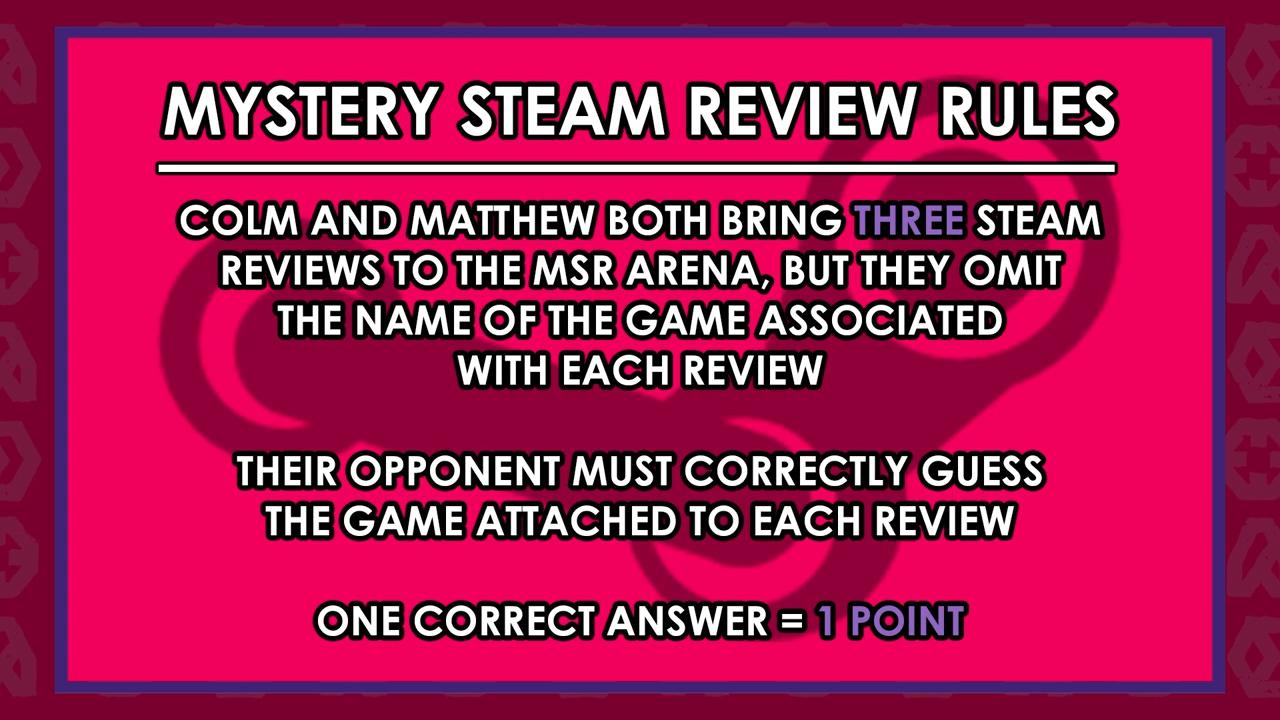 MYSTERY STEAM REVIEW RULES
COLM AND MATTHEW BOTH BRING THREE STEAM
REVIEWS TO THE MSR ARENA, BUT THEY OMIT
THE NAME OF THE GAME ASSOCIATED
WITH EACH REVIEW
THEIR OPPONENT MUST CORRECTLY GUESS
THE GAME ATTACHED TO EACH REVIEW
ONE CORRECT ANSWER = 1 POINT